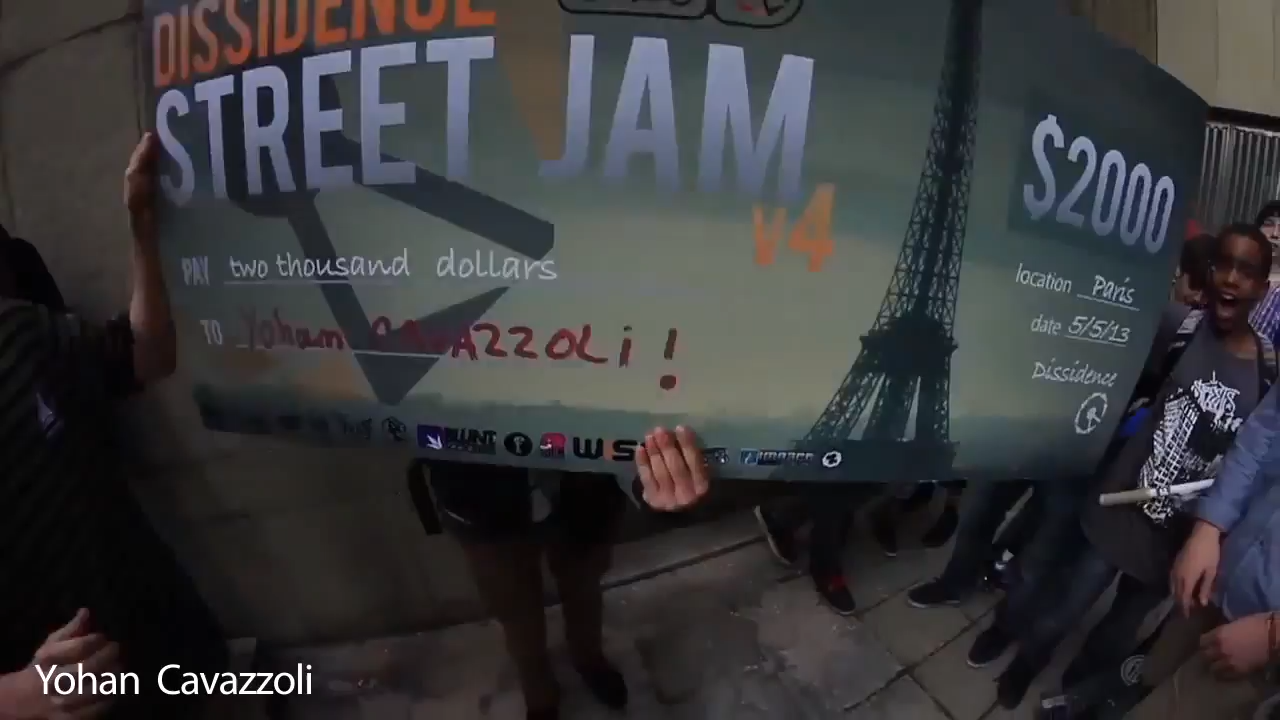 DISSIDENCE
STREET JAM
v4
$2000
PAY two thousand dollars
TO Yohan CAVAZZOLi !
location Paris
date 5/5/13
Dissidence
BLUNT
Yohan Cavazzoli